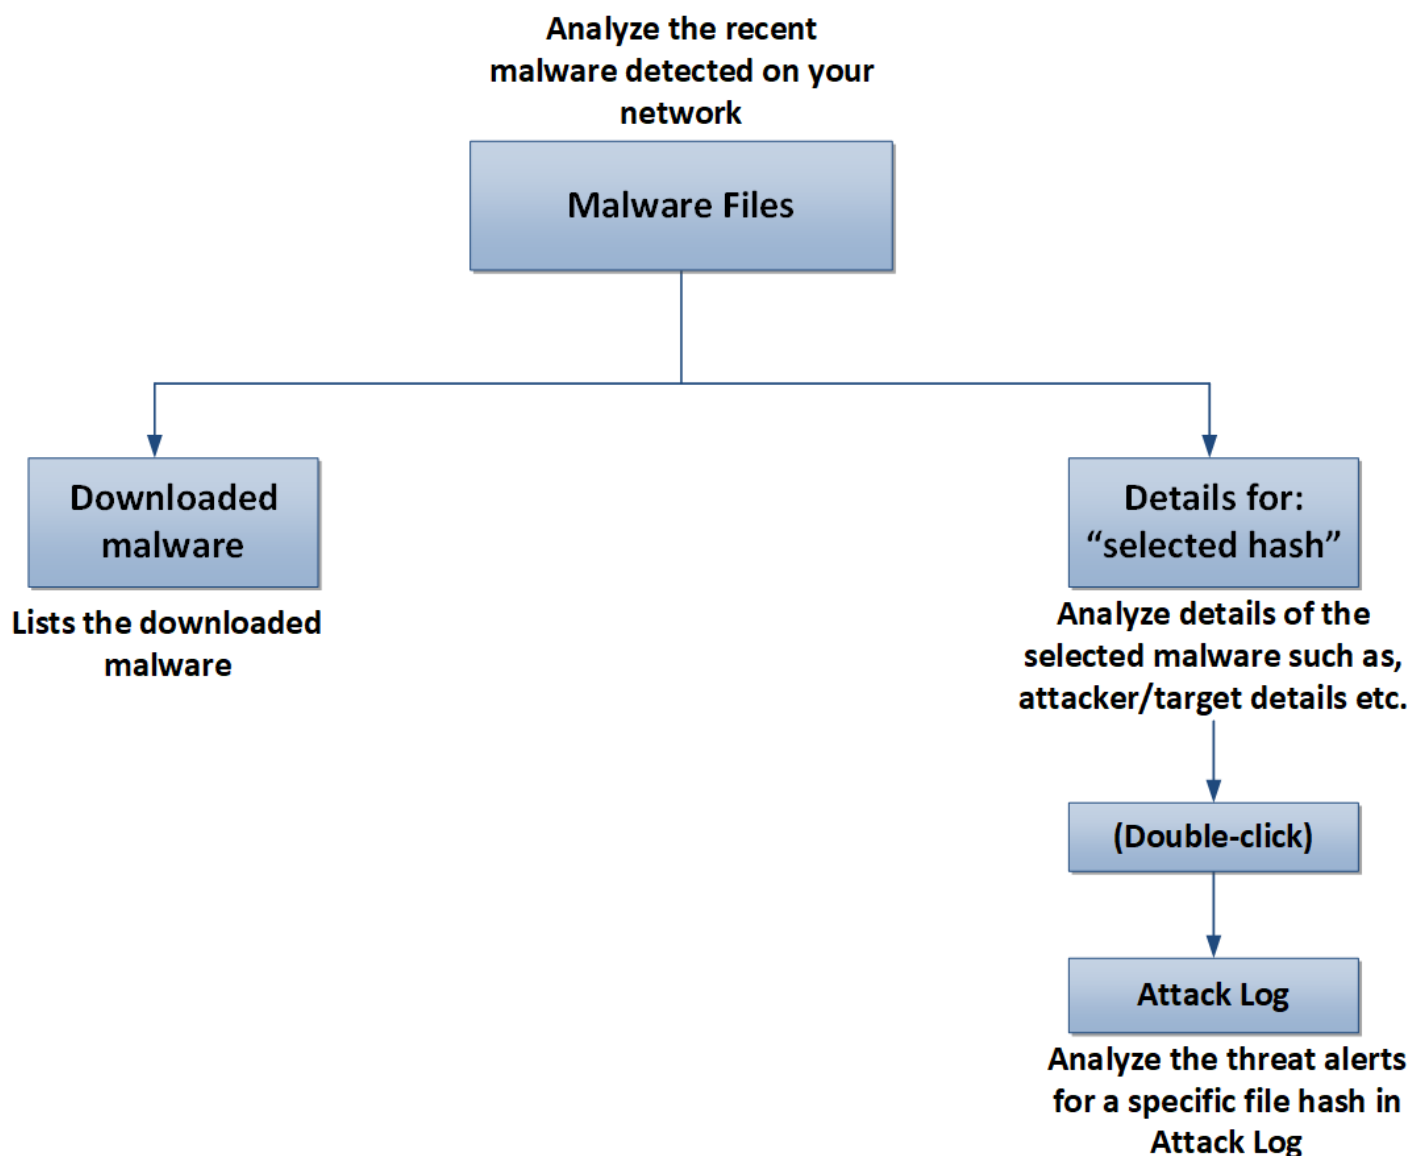 Analyze the recent
malware detected on your
network
Malware Files
Downloaded
malware
Lists the downloaded
malware
Details for:
“selected hash”
Analyze details of the
selected malware such as,
attacker/target details etc.
(Double-click)
Attack Log
Analyze the threat alerts
for a specific file hash in
Attack Log